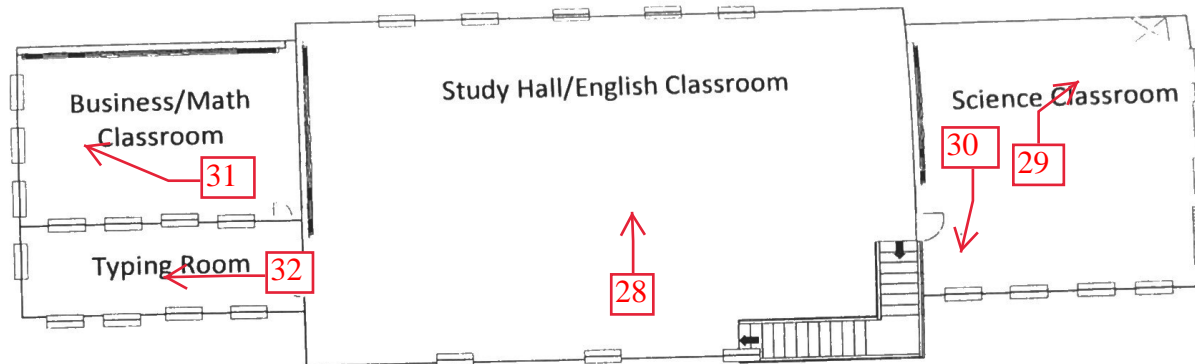 Study Hall/English Classroom
Business/Math
Classroom
Science Classroom
30
29
31
Typing Room
32
28